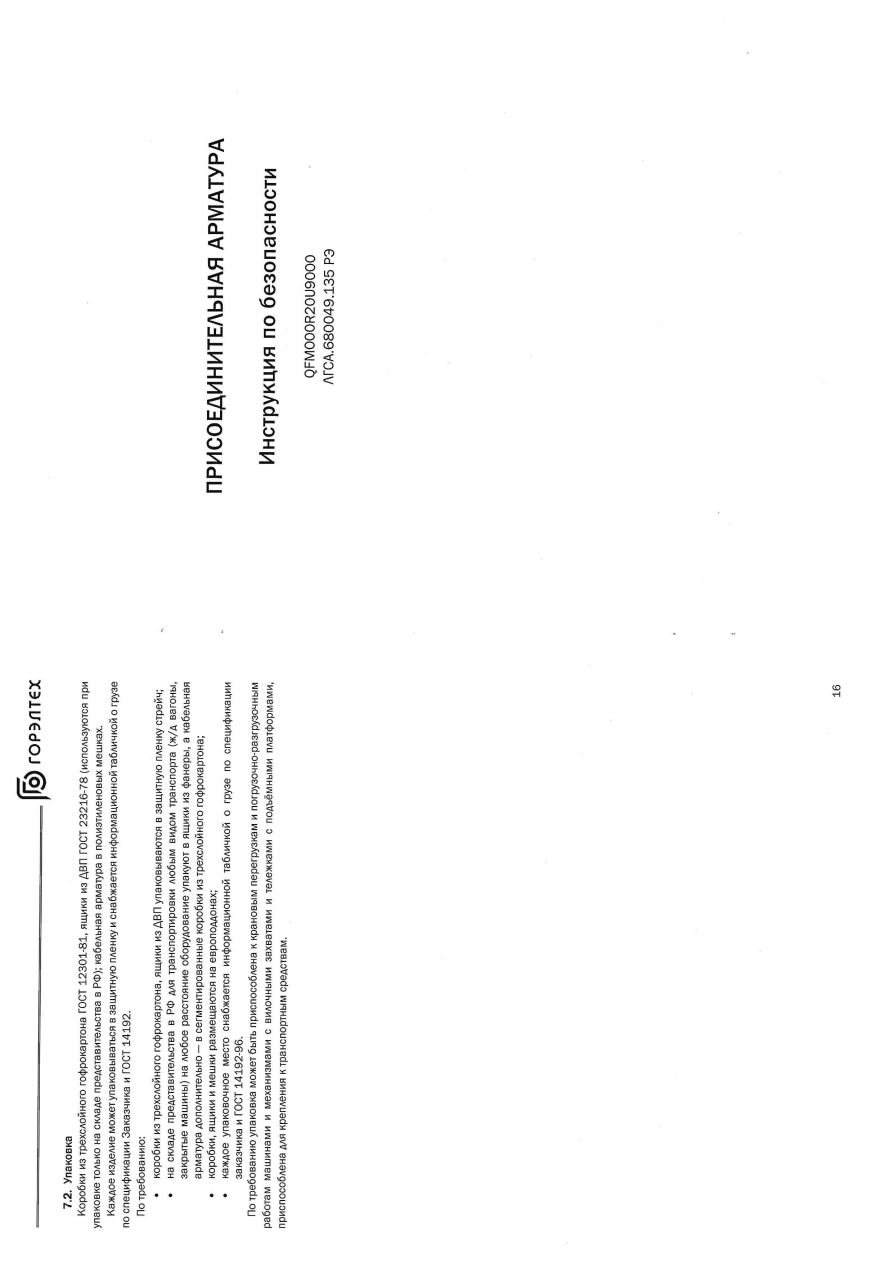 ГОРЭЛТЕХ
7.2. Упаковка
Коробки из трехслойного гофрокартона ГОСТ 12301-81, ящики из ДВП ГОСТ 23216-78 (используются при
упаковке только на складе представительства в РФ); кабельная арматура в полиэтиленовых мешках.
Каждое изделие может упаковываться в защитную пленку и снабжается информационной табличкой о грузе
по спецификации Заказчика и ГОСТ 14192.
По требованию:
• коробки из трехслойного гофрокартона, ящики из ДВП упаковываются в защитную пленку стрейч;
• на складе представительства в РФ для транспортировки любым видом транспорта (ж/д вагоны,
закрытые машины) на любое расстояние оборудование упакуют в ящики из фанеры, а кабельная
арматура дополнительно — в сегментированные коробки из трехслойного гофрокартона;
• коробки, ящики и мешки размещаются на европоддонах;
• каждое упаковочное место снабжается информационной табличкой о грузе по спецификации
заказчика и ГОСТ 14192-96.
По требованию упаковка может быть приспособлена к крановым перегрузкам и погрузочно-разгрузочным
работам машинами и механизмами с вилочными захватами и тележками с подъёмными платформами,
приспособлена для крепления к транспортным средствам.
16
ПРИСОЕДИНИТЕЛЬНАЯ АРМАТУРА
Инструкция по безопасности
QFM000R20U9000
ЛГСА.680049.135 РЭ